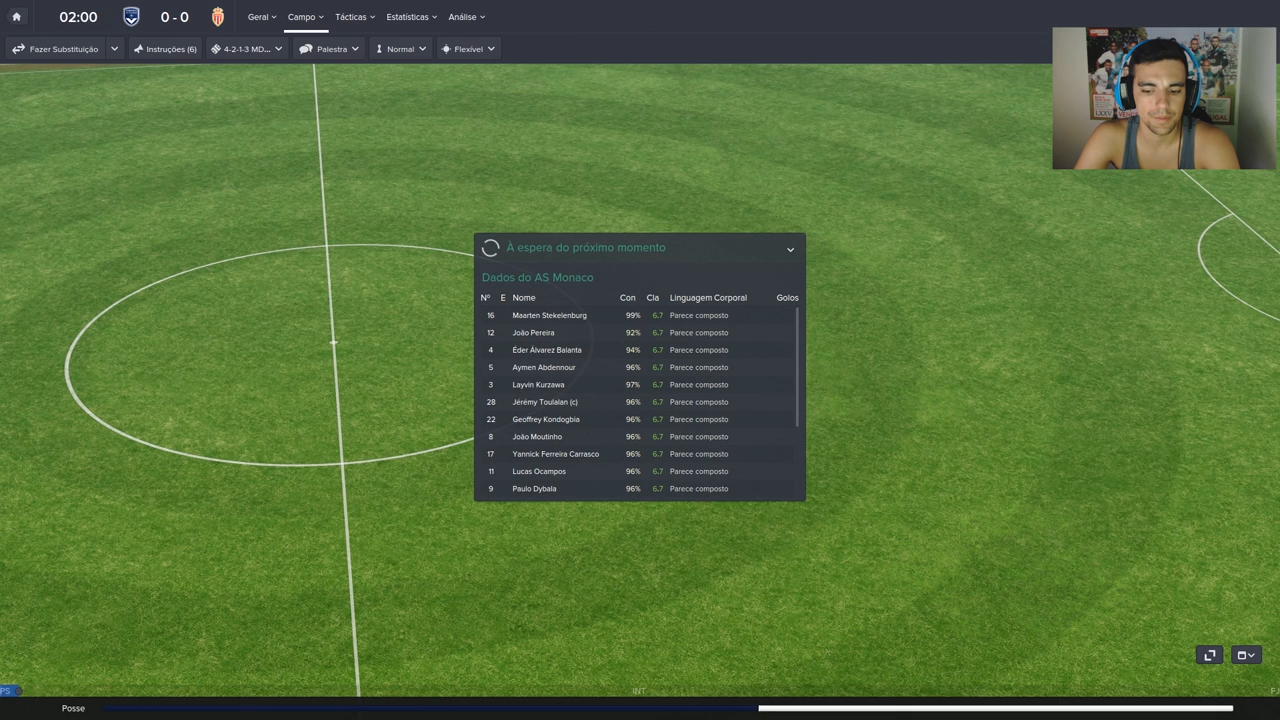 02:00
0 - 0
Geral
Campo
Tácticas
Estatísticas
Análise
Fazer Substituição
Instruções (6)
4-2-1-3 MD...
Palestra
Normal
Flexível
À espera do próximo momento
Dados do AS Monaco
Nº E Nome Con Cla Linguagem Corporal Golos
16 Maarten Stekelenburg 99% 6.7 Parece composto
12 João Pereira 92% 6.7 Parece composto
4 Éder Álvarez Balanta 94% 6.7 Parece composto
5 Aymen Abdennour 96% 6.7 Parece composto
3 Layvin Kurzawa 97% 6.7 Parece composto
28 Jérémy Toulalan (c) 96% 6.7 Parece composto
22 Geoffrey Kondogbia 96% 6.7 Parece composto
8 João Moutinho 96% 6.7 Parece composto
17 Yannick Ferreira Carrasco 96% 6.7 Parece composto
11 Lucas Ocampos 96% 6.7 Parece composto
9 Paulo Dybala 96% 6.7 Parece composto
PS
INT
Posse